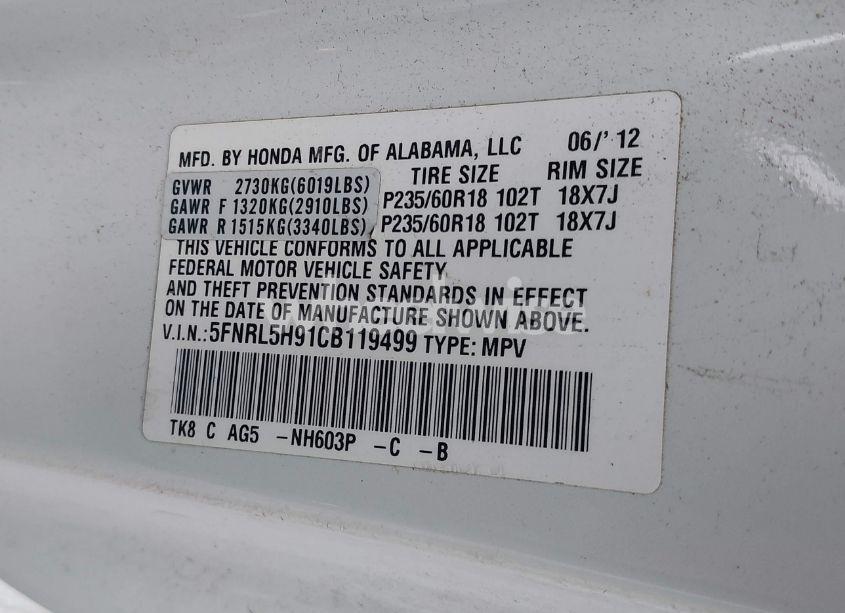 MFD. BY HONDA MFG. OF ALABAMA, LLC 06/'12
TIRE SIZE RIM SIZE
GVWR 2730KG(6019LBS)
GAWR F 1320KG(2910LBS) P235/60R18 102T 18X7J
GAWR R 1515KG(3340LBS) P235/60R18 102T 18X7J
THIS VEHICLE CONFORMS TO ALL APPLICABLE
FEDERAL MOTOR VEHICLE SAFETY
AND THEFT PREVENTION STANDARDS IN EFFECT
ON THE DATE OF MANUFACTURE SHOWN ABOVE.
V.I.N.: 5FNRL5H91CB119499 TYPE: MPV
TK8 C AG5 -NH603P -C -B